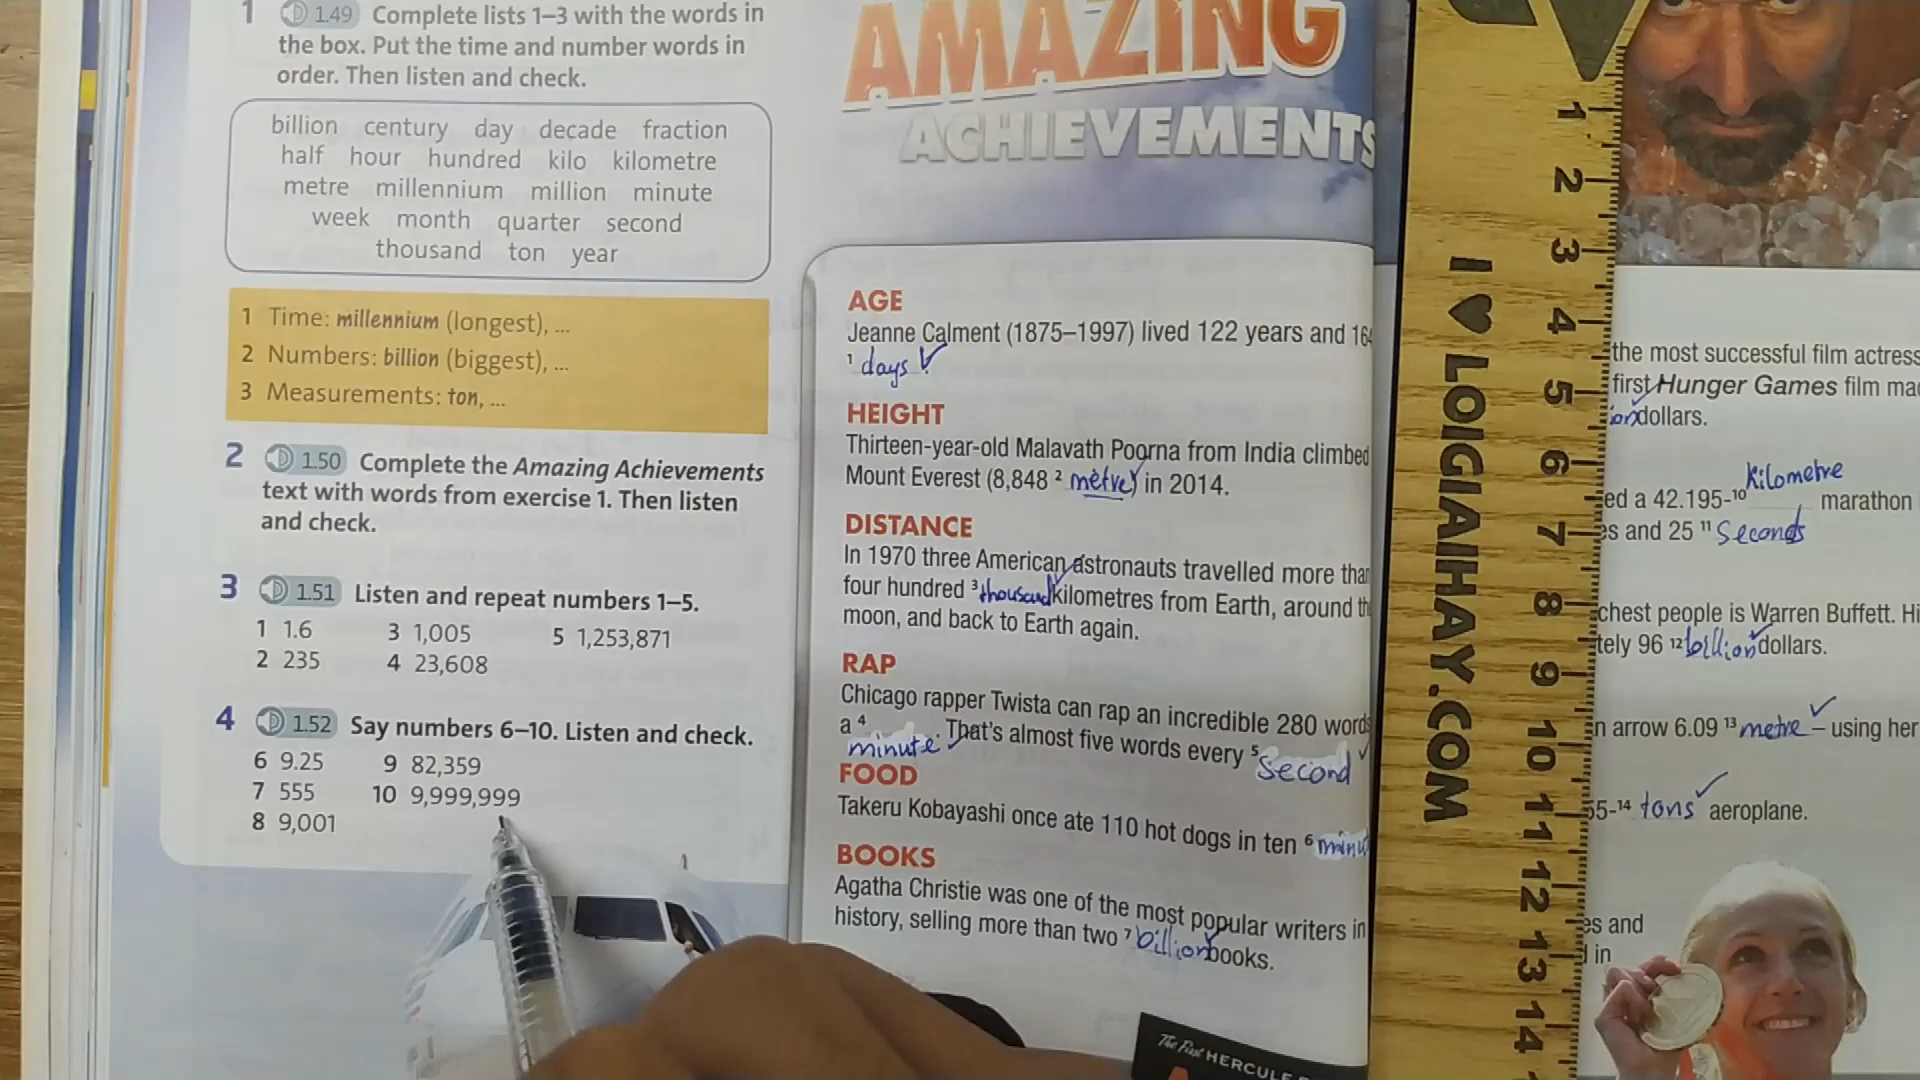 1 1.49 Complete lists 1–3 with the words in
the box. Put the time and number words in
order. Then listen and check.
billion century day decade fraction
half hour hundred kilo kilometre
metre millennium million minute
week month quarter second
thousand ton year
1 Time: millennium (longest), ...
2 Numbers: billion (biggest), ...
3 Measurements: ton, ...
2 1.50 Complete the Amazing Achievements
text with words from exercise 1. Then listen
and check.
3 1.51 Listen and repeat numbers 1–5.
1 1.6 3 1,005 5 1,253,871
2 235 4 23,608
4 1.52 Say numbers 6–10. Listen and check.
6 9.25 9 82,359
7 555 10 9,999,999
8 9,001
AMAZING
ACHIEVEMENTS
AGE
Jeanne Calment (1875–1997) lived 122 years and 164
1 days
HEIGHT
Thirteen-year-old Malavath Poorna from India climbed
Mount Everest (8,848 2 metre) in 2014.
DISTANCE
In 1970 three American astronauts travelled more than
four hundred 3 thousand kilometres from Earth, around th
moon, and back to Earth again.
RAP
Chicago rapper Twista can rap an incredible 280 words
a 4 minute. That's almost five words every 5 Second
FOOD
Takeru Kobayashi once ate 110 hot dogs in ten 6 minu
BOOKS
Agatha Christie was one of the most popular writers in
history, selling more than two 7 billion books.
The First HERCULE
I ♥ LOIGIAIHAY.COM
1 2 3 4 5 6 7 8 9 10 11 12 13 14
the most successful film actress
first Hunger Games film ma
ion dollars.
ed a 42.195-10 kilometre marathon
es and 25 11 Seconds
chest people is Warren Buffett. Hi
tely 96 12 billion dollars.
n arrow 6.09 13 metre – using her
55-14 tons aeroplane.
es and
in